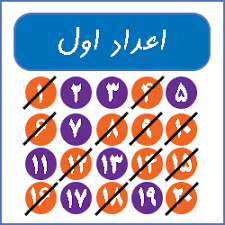 اعداد اول
۱ ۲ ۳ ۴ ۵
۶ ۷ ۸ ۹ ۱۰
۱۱ ۱۲ ۱۳ ۱۴ ۱۵
۱۶ ۱۷ ۱۸ ۱۹ ۲۰